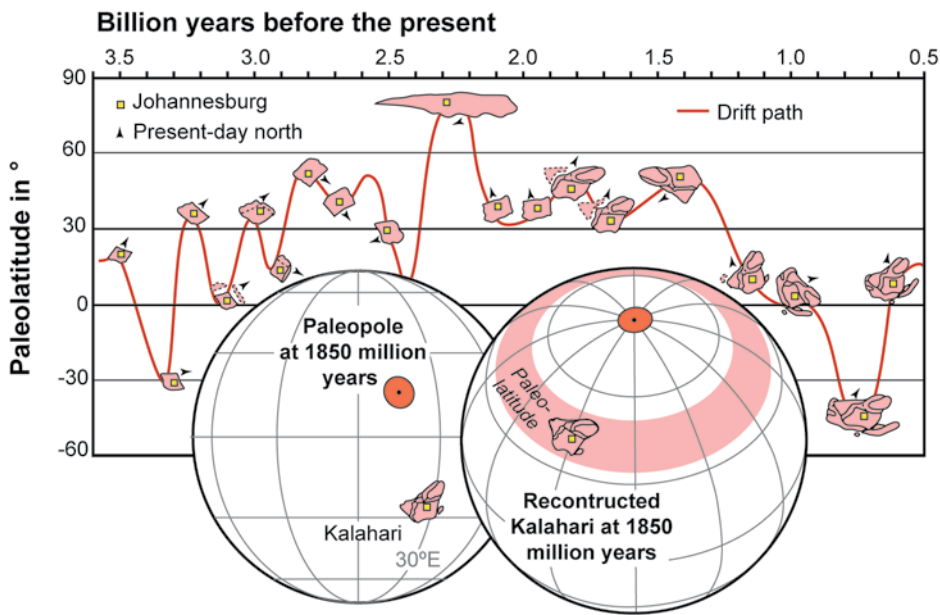 Billion years before the present
3.5 3.0 2.5 2.0 1.5 1.0 0.5
90
60
30
0
-30
-60
Paleolatitude in °
Johannesburg
Present-day north
Drift path
Paleopole
at 1850 million
years
Kalahari
30ºE
Paleo-
latitude
Recontructed
Kalahari at 1850
million years